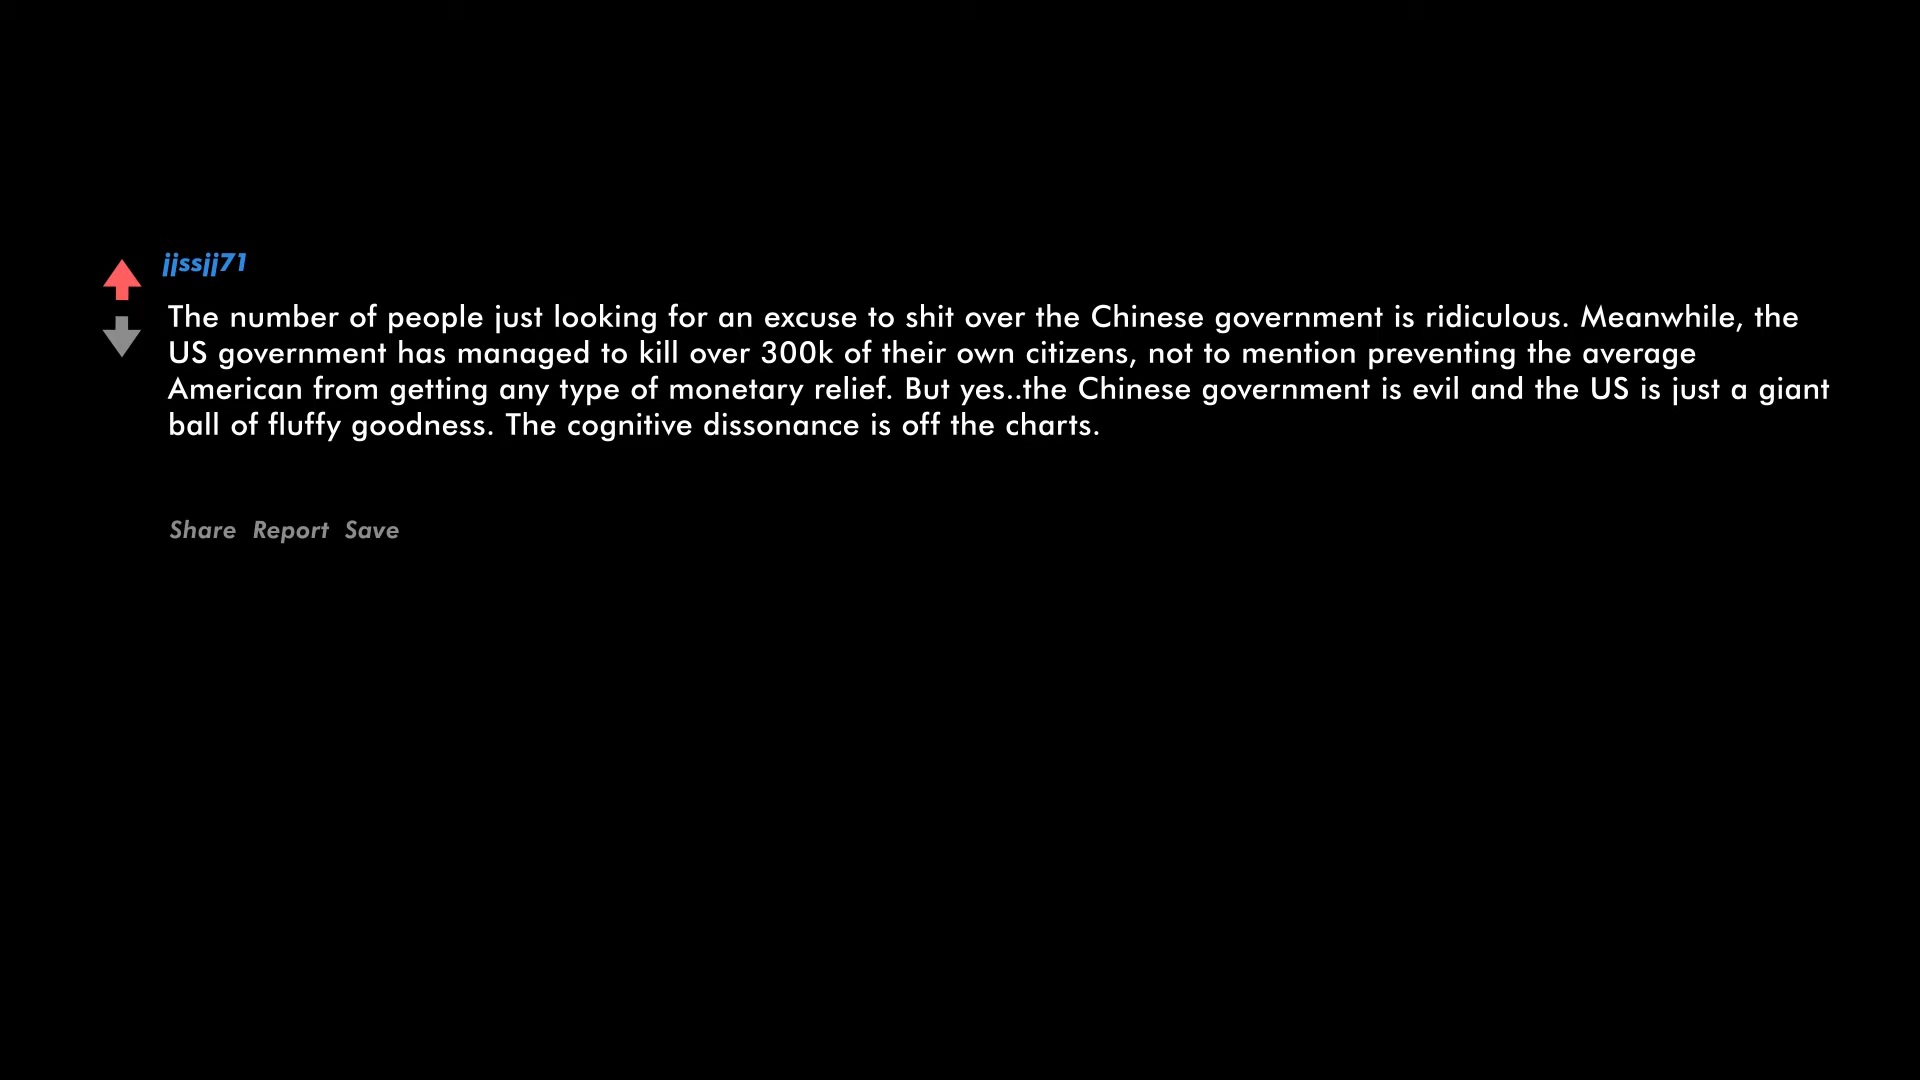 jjssjj71
The number of people just looking for an excuse to shit over the Chinese government is ridiculous. Meanwhile, the
US government has managed to kill over 300k of their own citizens, not to mention preventing the average
American from getting any type of monetary relief. But yes..the Chinese government is evil and the US is just a giant
ball of fluffy goodness. The cognitive dissonance is off the charts.
Share Report Save